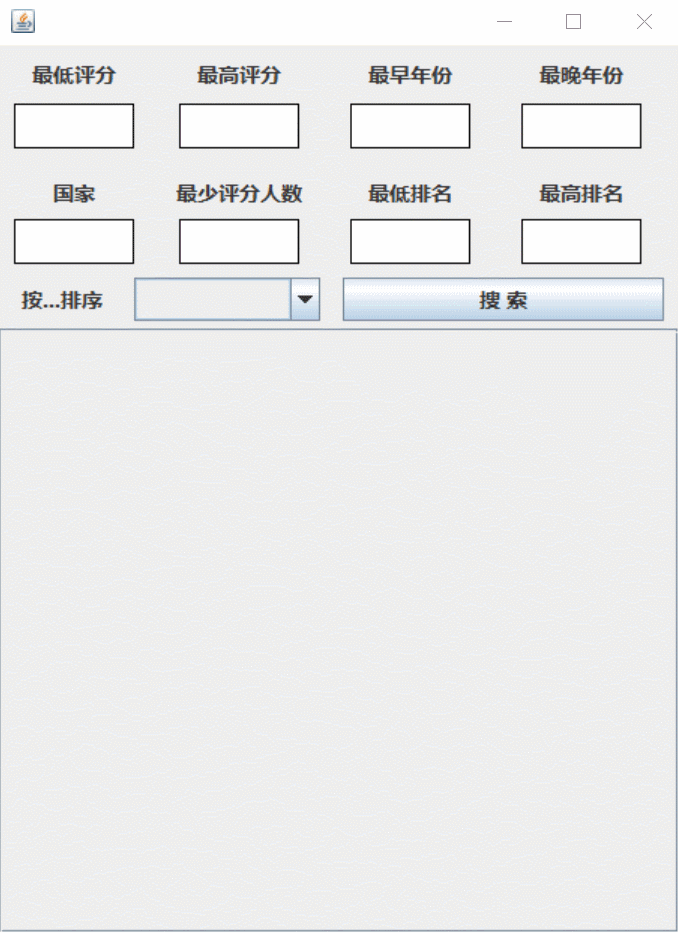 最低评分 最高评分 最早年份 最晚年份
国家 最少评分人数 最低排名 最高排名
按...排序 搜 索